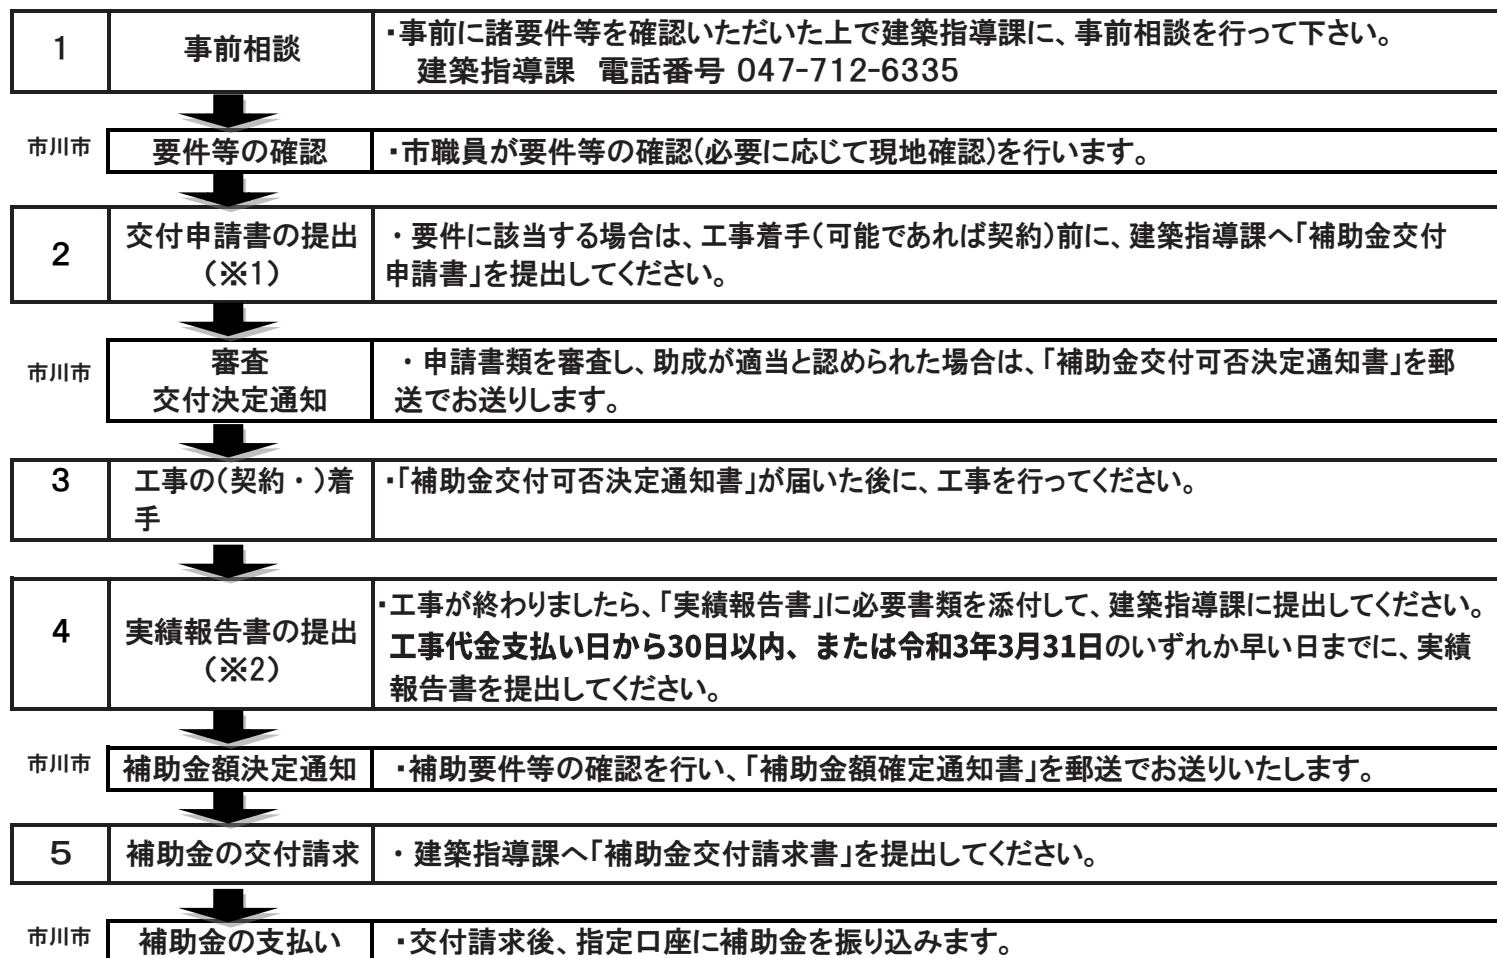 1
事前相談
・事前に諸要件等を確認いただいた上で建築指導課に、事前相談を行って下さい。
建築指導課 電話番号 047-712-6335
市川市
要件等の確認
・市職員が要件等の確認(必要に応じて現地確認)を行います。
2
交付申請書の提出
(※1)
・要件に該当する場合は、工事着手(可能であれば契約)前に、建築指導課へ「補助金交付
申請書」を提出してください。
市川市
審査
交付決定通知
・申請書類を審査し、助成が適当と認められた場合は、「補助金交付可否決定通知書」を郵
送でお送りします。
3
工事の(契約・)着
手
・「補助金交付可否決定通知書」が届いた後に、工事を行ってください。
4
実績報告書の提出
(※2)
・工事が終わりましたら、「実績報告書」に必要書類を添付して、建築指導課に提出してください。
工事代金支払い日から30日以内、または令和3年3月31日のいずれか早い日までに、実績
報告書を提出してください。
市川市
補助金額決定通知
・補助要件等の確認を行い、「補助金額確定通知書」を郵送でお送りいたします。
5
補助金の交付請求
・建築指導課へ「補助金交付請求書」を提出してください。
市川市
補助金の支払い
・交付請求後、指定口座に補助金を振り込みます。